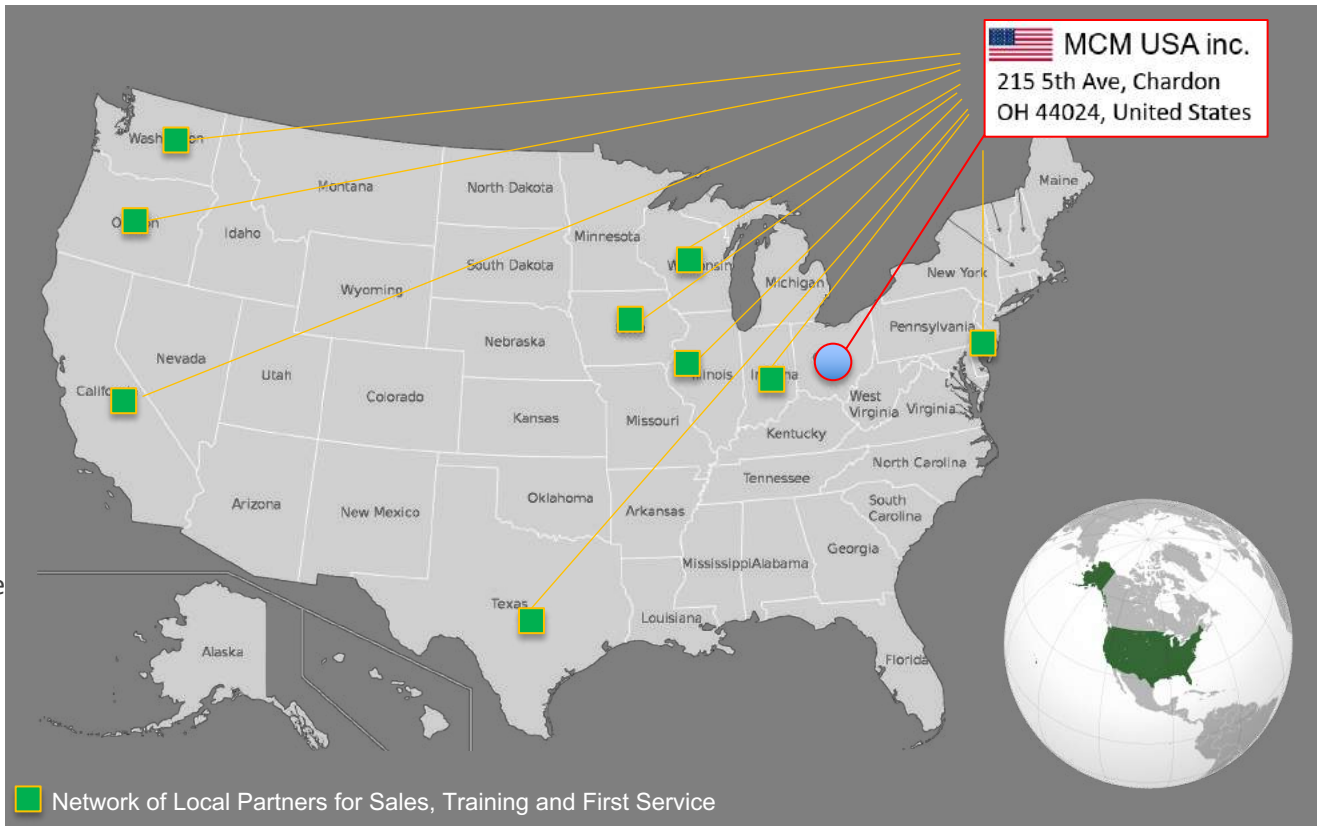 MCM USA inc.
215 5th Ave, Chardon
OH 44024, United States
Maine
Montana
North Dakota
Minnesota
Idaho
South Dakota
Michigan
New York
Wyoming
Pennsylvania
Nebraska
Nevada
Utah
Colorado
Kansas
Missouri
West
Virginia
Virginia
Kentucky
North Carolina
Tennessee
Oklahoma
Arkansas
South
Carolina
Arizona
New Mexico
Georgia
Mississippi
Alabama
Texas
Louisiana
Florida
Alaska
Network of Local Partners for Sales, Training and First Service